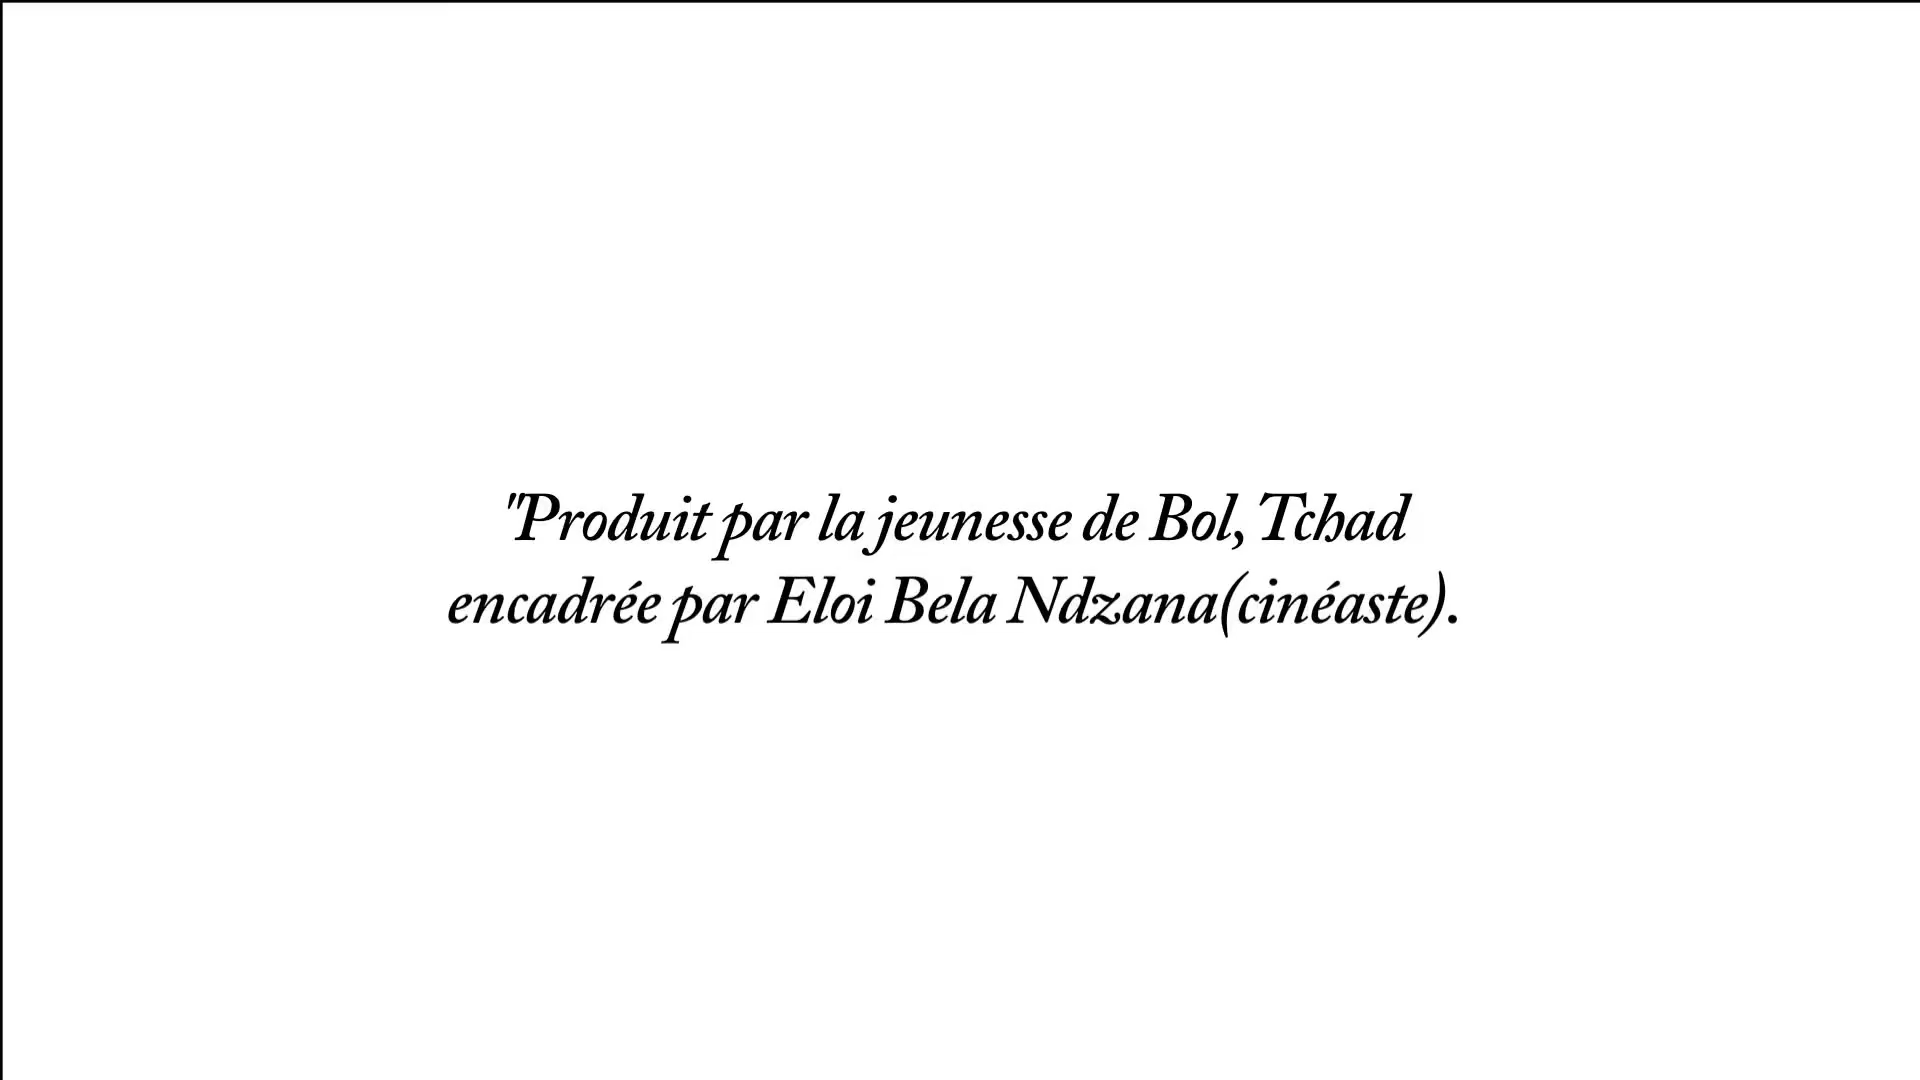 "Produit par la jeunesse de Bol, Tchad
encadrée par Eloi Bela Ndzana(cinéaste).